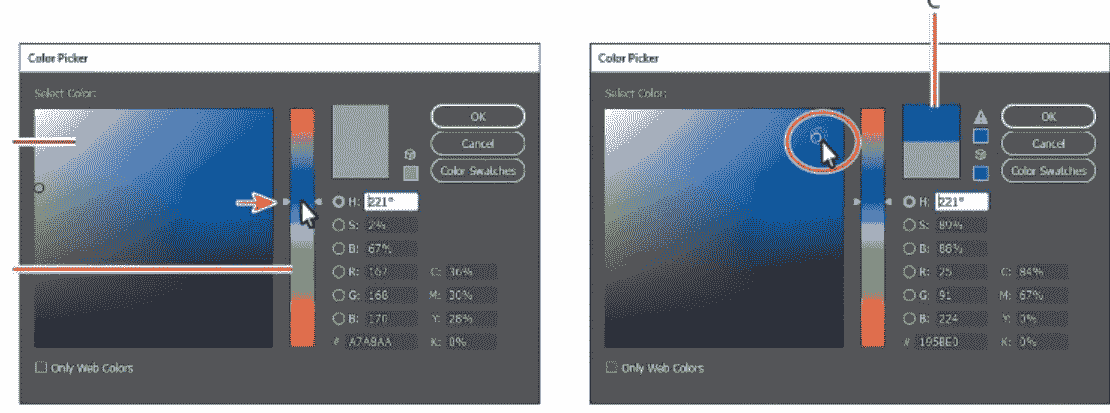 C
Color Picker
Select Color:
OK
Cancel
Color Swatches
H: 221°
S: 2%
B: 67%
R: 167 C: 36%
G: 168 M: 30%
B: 170 Y: 28%
# A7A8AA K: 0%
Only Web Colors
Color Picker
Select Color:
OK
Cancel
Color Swatches
H: 221°
S: 89%
B: 88%
R: 25 C: 84%
G: 91 M: 67%
B: 224 Y: 0%
# 195BE0 K: 0%
Only Web Colors